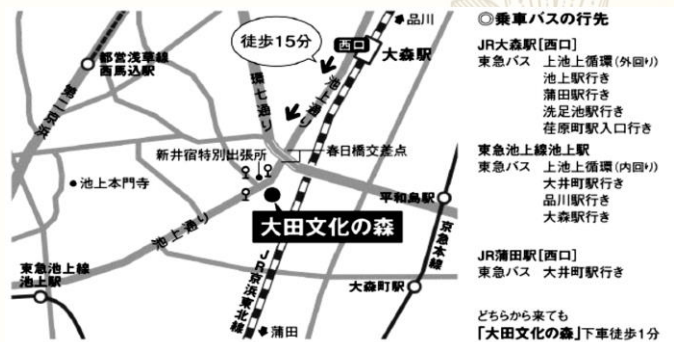 品川
徒歩15分
西口
大森駅
都営浅草線
西馬込駅
第二京浜
環七通り
池上通り
新井宿特別出張所
春日橋交差点
池上本門寺
平和島駅
大田文化の森
池上通り
京急本線
東急池上線
池上駅
JR京浜東北線
大森町駅
蒲田
◎乗車バスの行先
JR大森駅[西口]
東急バス 上池上循環(外回り)
池上駅行き
蒲田駅行き
洗足池駅行き
荏原町駅入口行き
東急池上線池上駅
東急バス 上池上循環(内回り)
大井町駅行き
品川駅行き
大森駅行き
JR蒲田駅[西口]
東急バス 大井町駅行き
どちらから来ても
「大田文化の森」下車徒歩1分